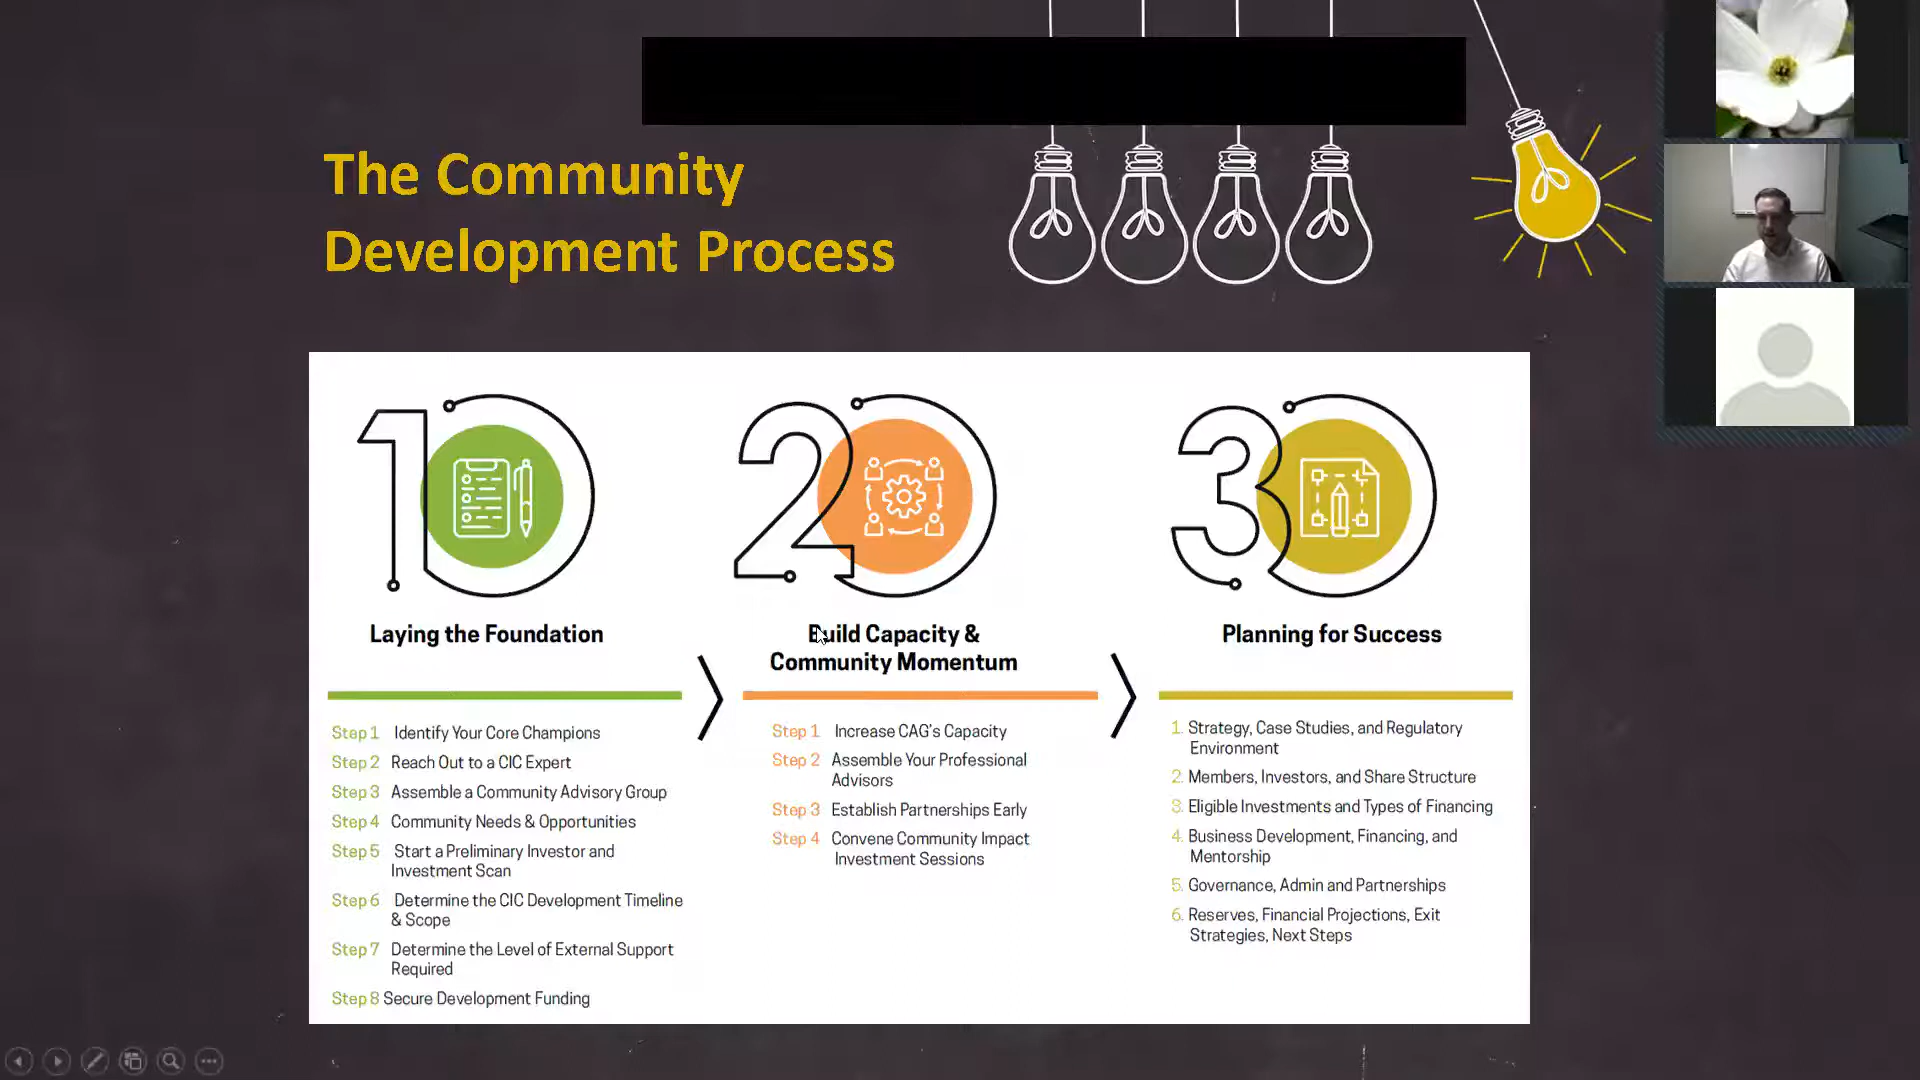 The Community
Development Process
1
2
3
Laying the Foundation
Step 1 Identify Your Core Champions
Step 2 Reach Out to a CIC Expert
Step 3 Assemble a Community Advisory Group
Step 4 Community Needs & Opportunities
Step 5 Start a Preliminary Investor and
Investment Scan
Step 6 Determine the CIC Development Timeline
& Scope
Step 7 Determine the Level of External Support
Required
Step 8 Secure Development Funding
Build Capacity &
Community Momentum
Step 1 Increase CAG's Capacity
Step 2 Assemble Your Professional
Advisors
Step 3 Establish Partnerships Early
Step 4 Convene Community Impact
Investment Sessions
Planning for Success
1. Strategy, Case Studies, and Regulatory
Environment
2. Members, Investors, and Share Structure
3. Eligible Investments and Types of Financing
4. Business Development, Financing, and
Mentorship
5. Governance, Admin and Partnerships
6. Reserves, Financial Projections, Exit
Strategies, Next Steps